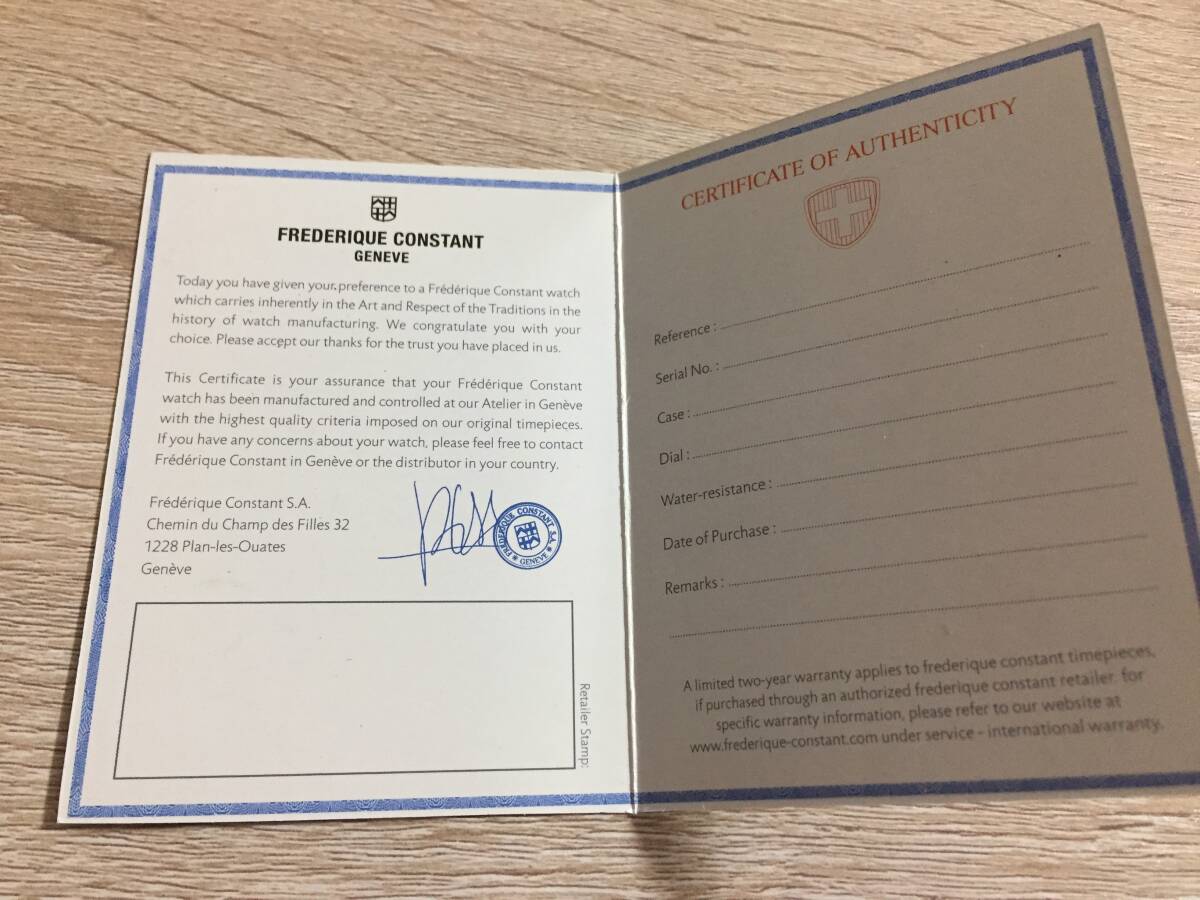 FREDERIQUE CONSTANT
GENEVE
Today you have given your preference to a Frédérique Constant watch
which carries inherently in the Art and Respect of the Traditions in the
history of watch manufacturing. We congratulate you with your
choice. Please accept our thanks for the trust you have placed in us.
This Certificate is your assurance that your Frédérique Constant
watch has been manufactured and controlled at our Atelier in Genève
with the highest quality criteria imposed on our original timepieces.
If you have any concerns about your watch, please feel free to contact
Frédérique Constant in Genève or the distributor in your country.
Frédérique Constant S.A.
Chemin du Champ des Filles 32
1228 Plan-les-Ouates
Genève
FREDERIQUE CONSTANT SA
GENEVE
Retailer Stamp:
CERTIFICATE OF AUTHENTICITY
Reference :
Serial No. :
Case :
Dial :
Water-resistance :
Date of Purchase :
Remarks :
A limited two-year warranty applies to frederique constant timepieces,
if purchased through an authorized frederique constant retailer. for
specific warranty information, please refer to our website at
www.frederique-constant.com under service - international warranty.